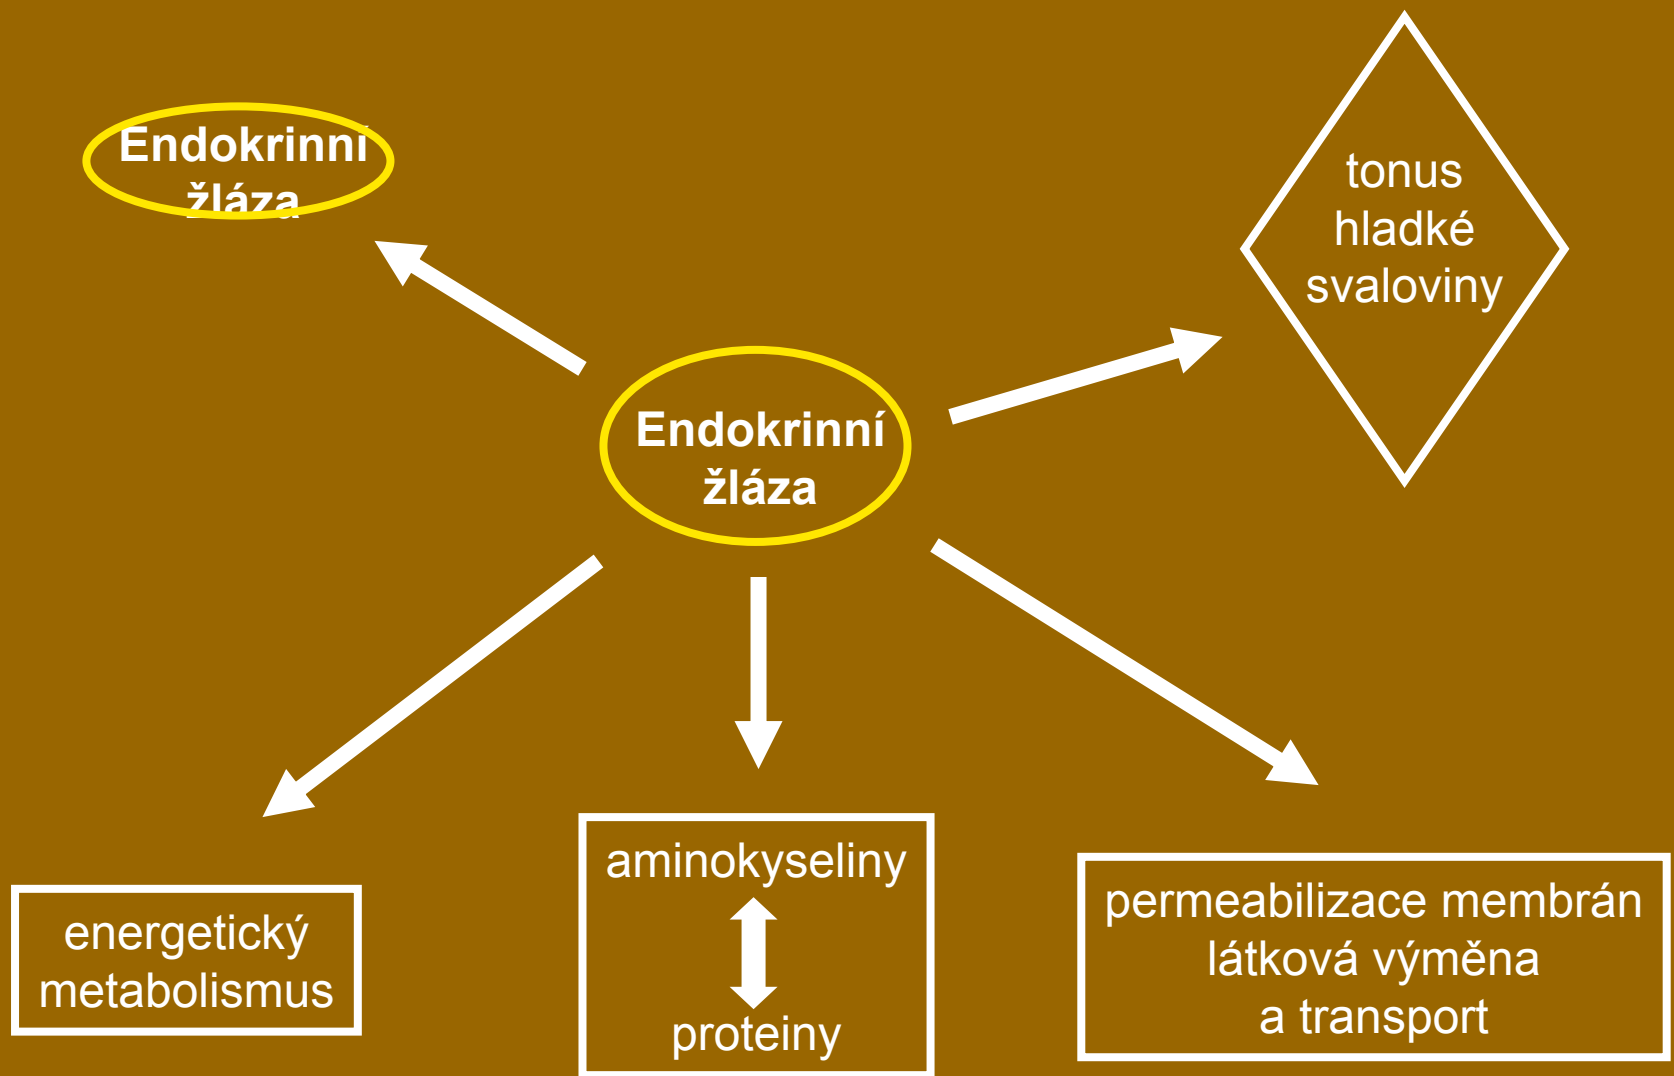 Endokrinní
žláza
tonus
hladké
svaloviny
Endokrinní
žláza
energetický
metabolismus
aminokyseliny
proteiny
permeabilizace membrán
látková výměna
a transport